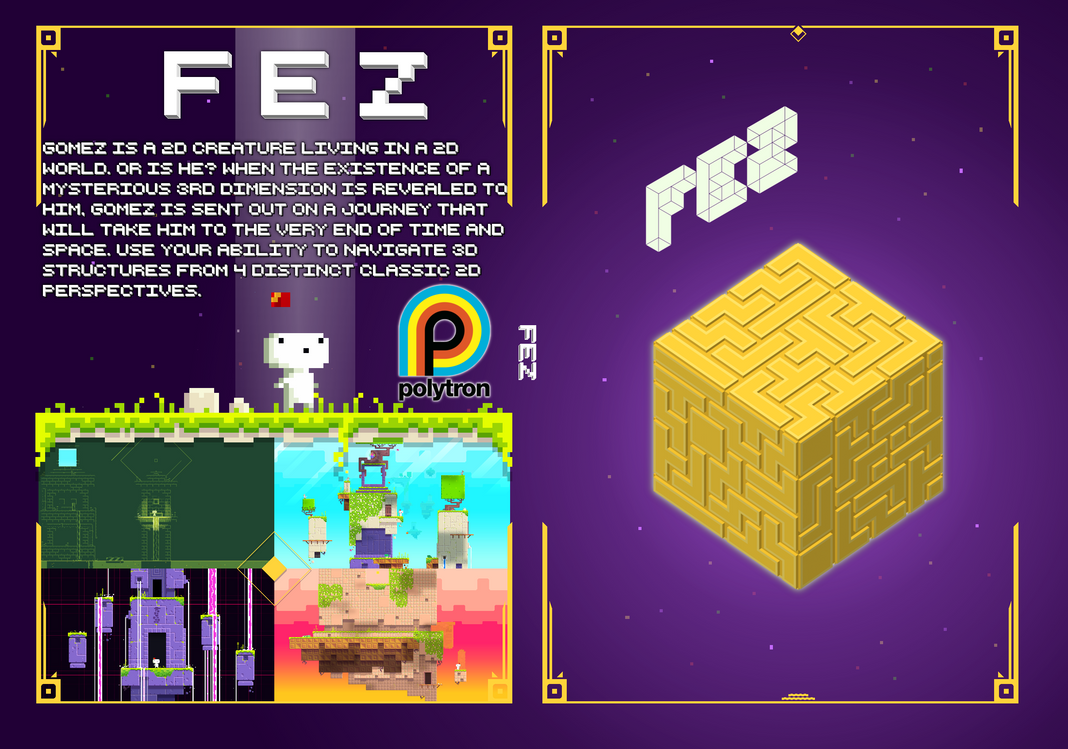 FEZ
GOMEZ IS A 2D CREATURE LIVING IN A 2D
WORLD. OR IS HE? WHEN THE EXISTENCE OF A
MYSTERIOUS 3RD DIMENSION IS REVEALED TO
HIM, GOMEZ IS SENT OUT ON A JOURNEY THAT
WILL TAKE HIM TO THE VERY END OF TIME AND
SPACE. USE YOUR ABILITY TO NAVIGATE 3D
STRUCTURES FROM 4 DISTINCT CLASSIC 2D
PERSPECTIVES.
polytron
FEZ
FEZ